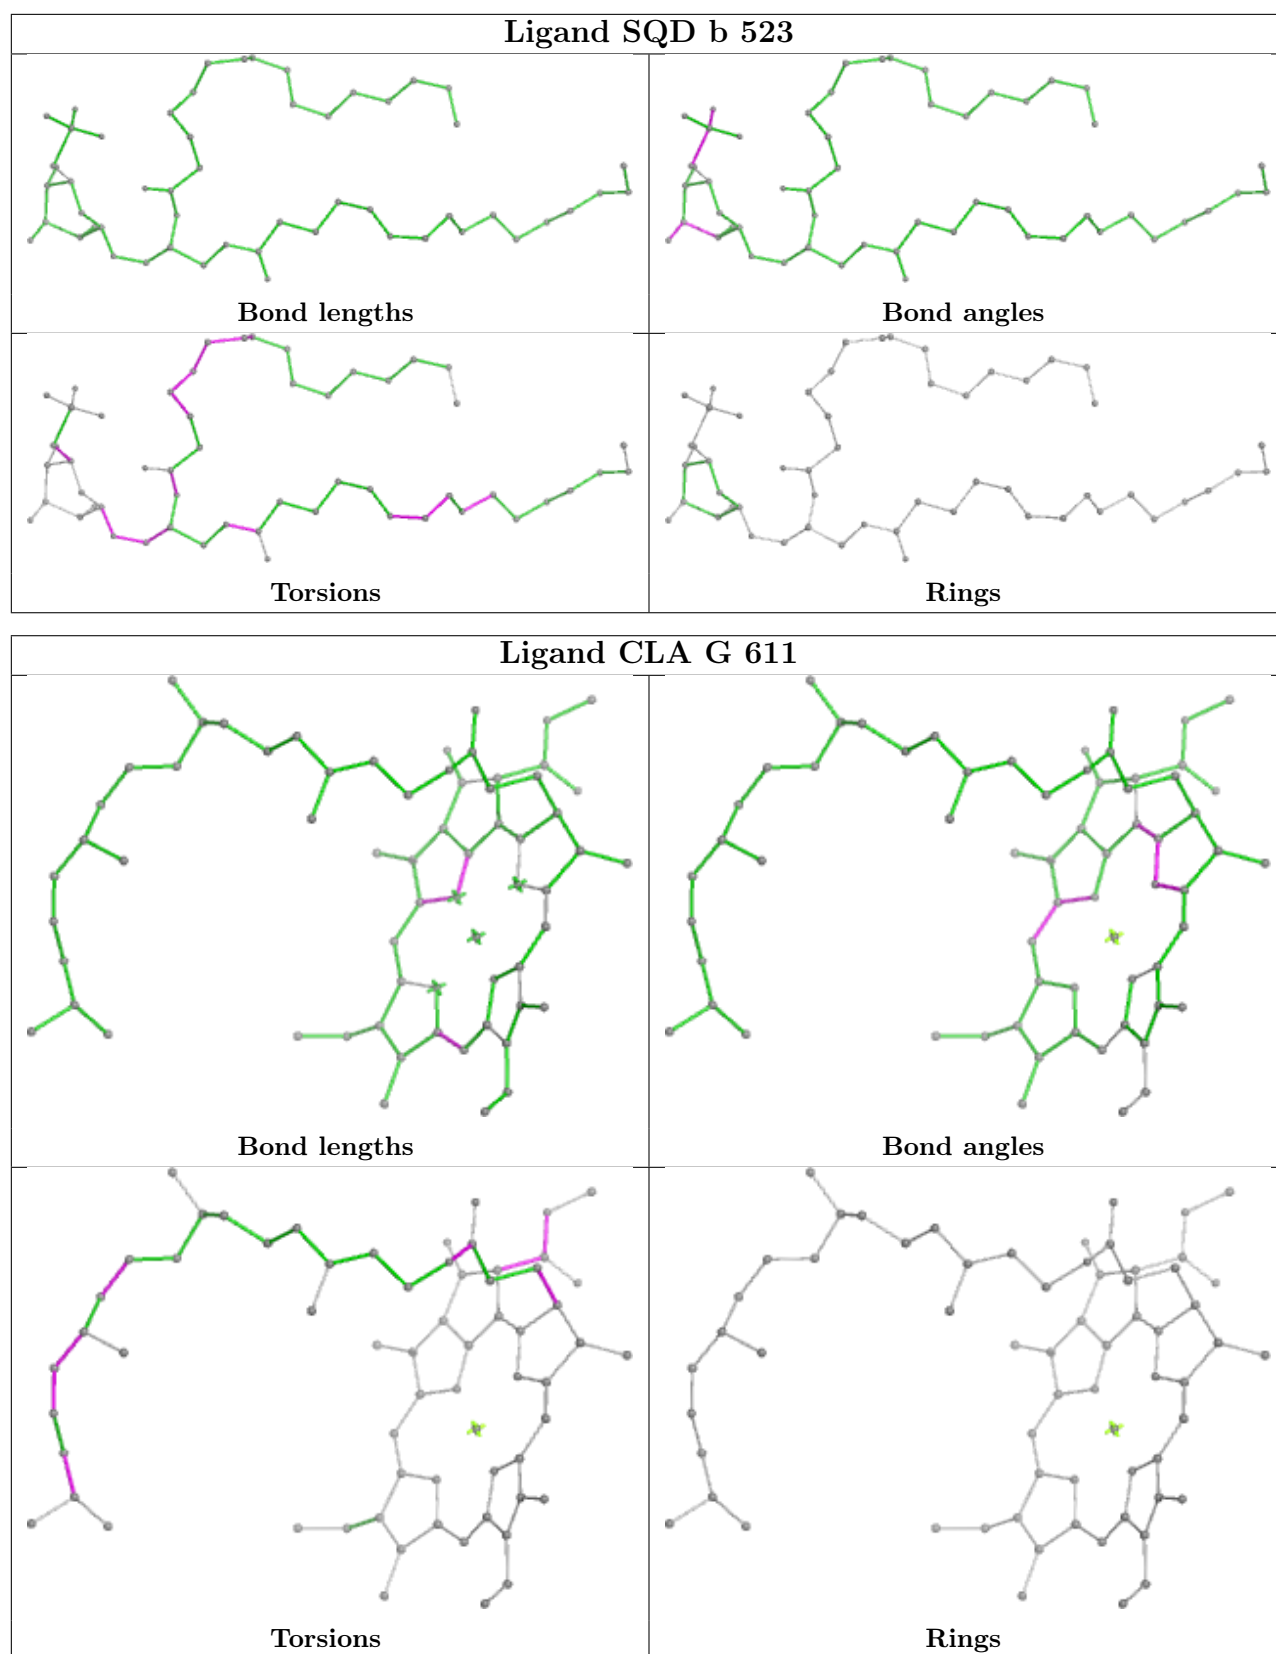 Ligand SQD b 523
Bond lengths
Bond angles
Torsions
Rings
Ligand CLA G 611
Bond lengths
Bond angles
Torsions
Rings